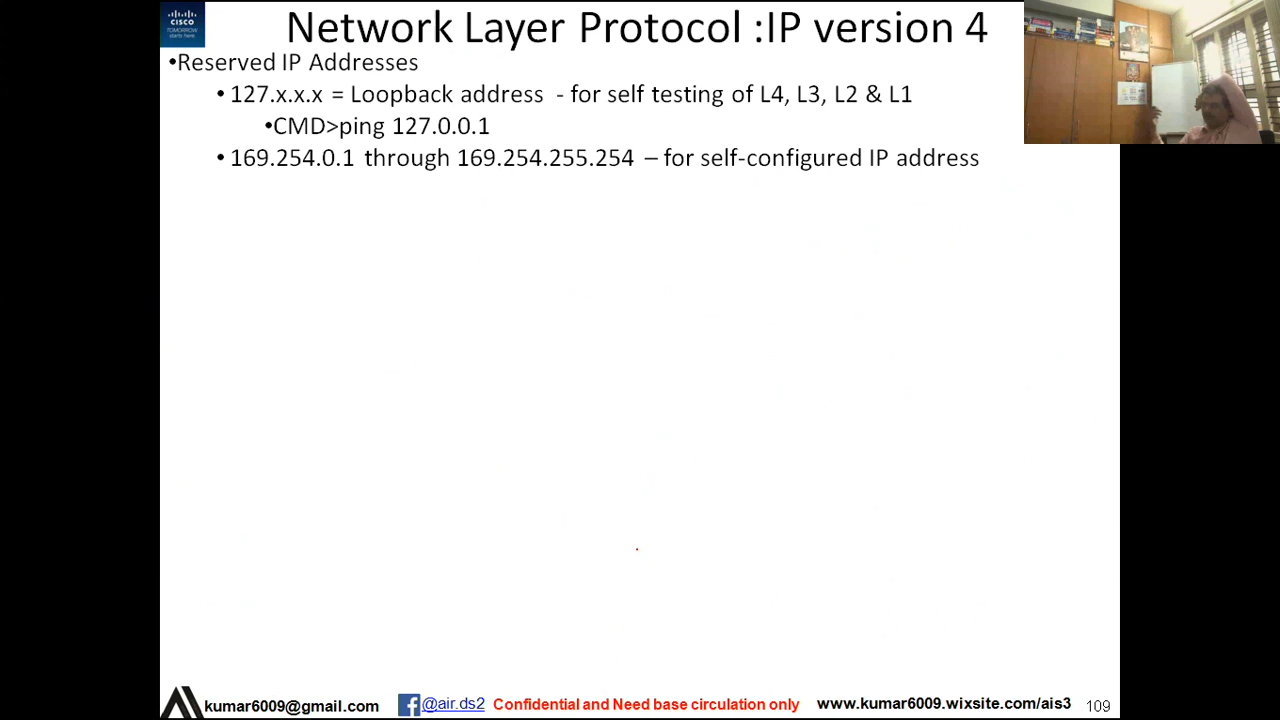 CISCO
TOMORROW
starts here
Network Layer Protocol :IP version 4
•Reserved IP Addresses
• 127.x.x.x = Loopback address - for self testing of L4, L3, L2 & L1
•CMD>ping 127.0.0.1
• 169.254.0.1 through 169.254.255.254 – for self-configured IP address
kumar6009@gmail.com @air.ds2 Confidential and Need base circulation only www.kumar6009.wixsite.com/ais3 109